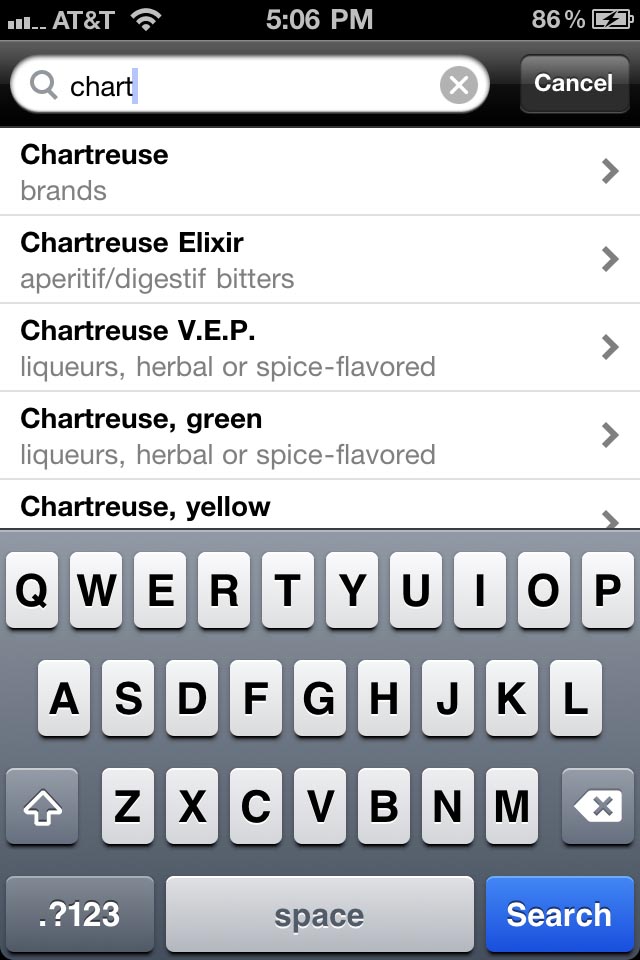 AT&T 5:06 PM 86%
chart Cancel
Chartreuse
brands
Chartreuse Elixir
aperitif/digestif bitters
Chartreuse V.E.P.
liqueurs, herbal or spice-flavored
Chartreuse, green
liqueurs, herbal or spice-flavored
Chartreuse, yellow
Q W E R T Y U I O P
A S D F G H J K L
Z X C V B N M
.?123 space Search